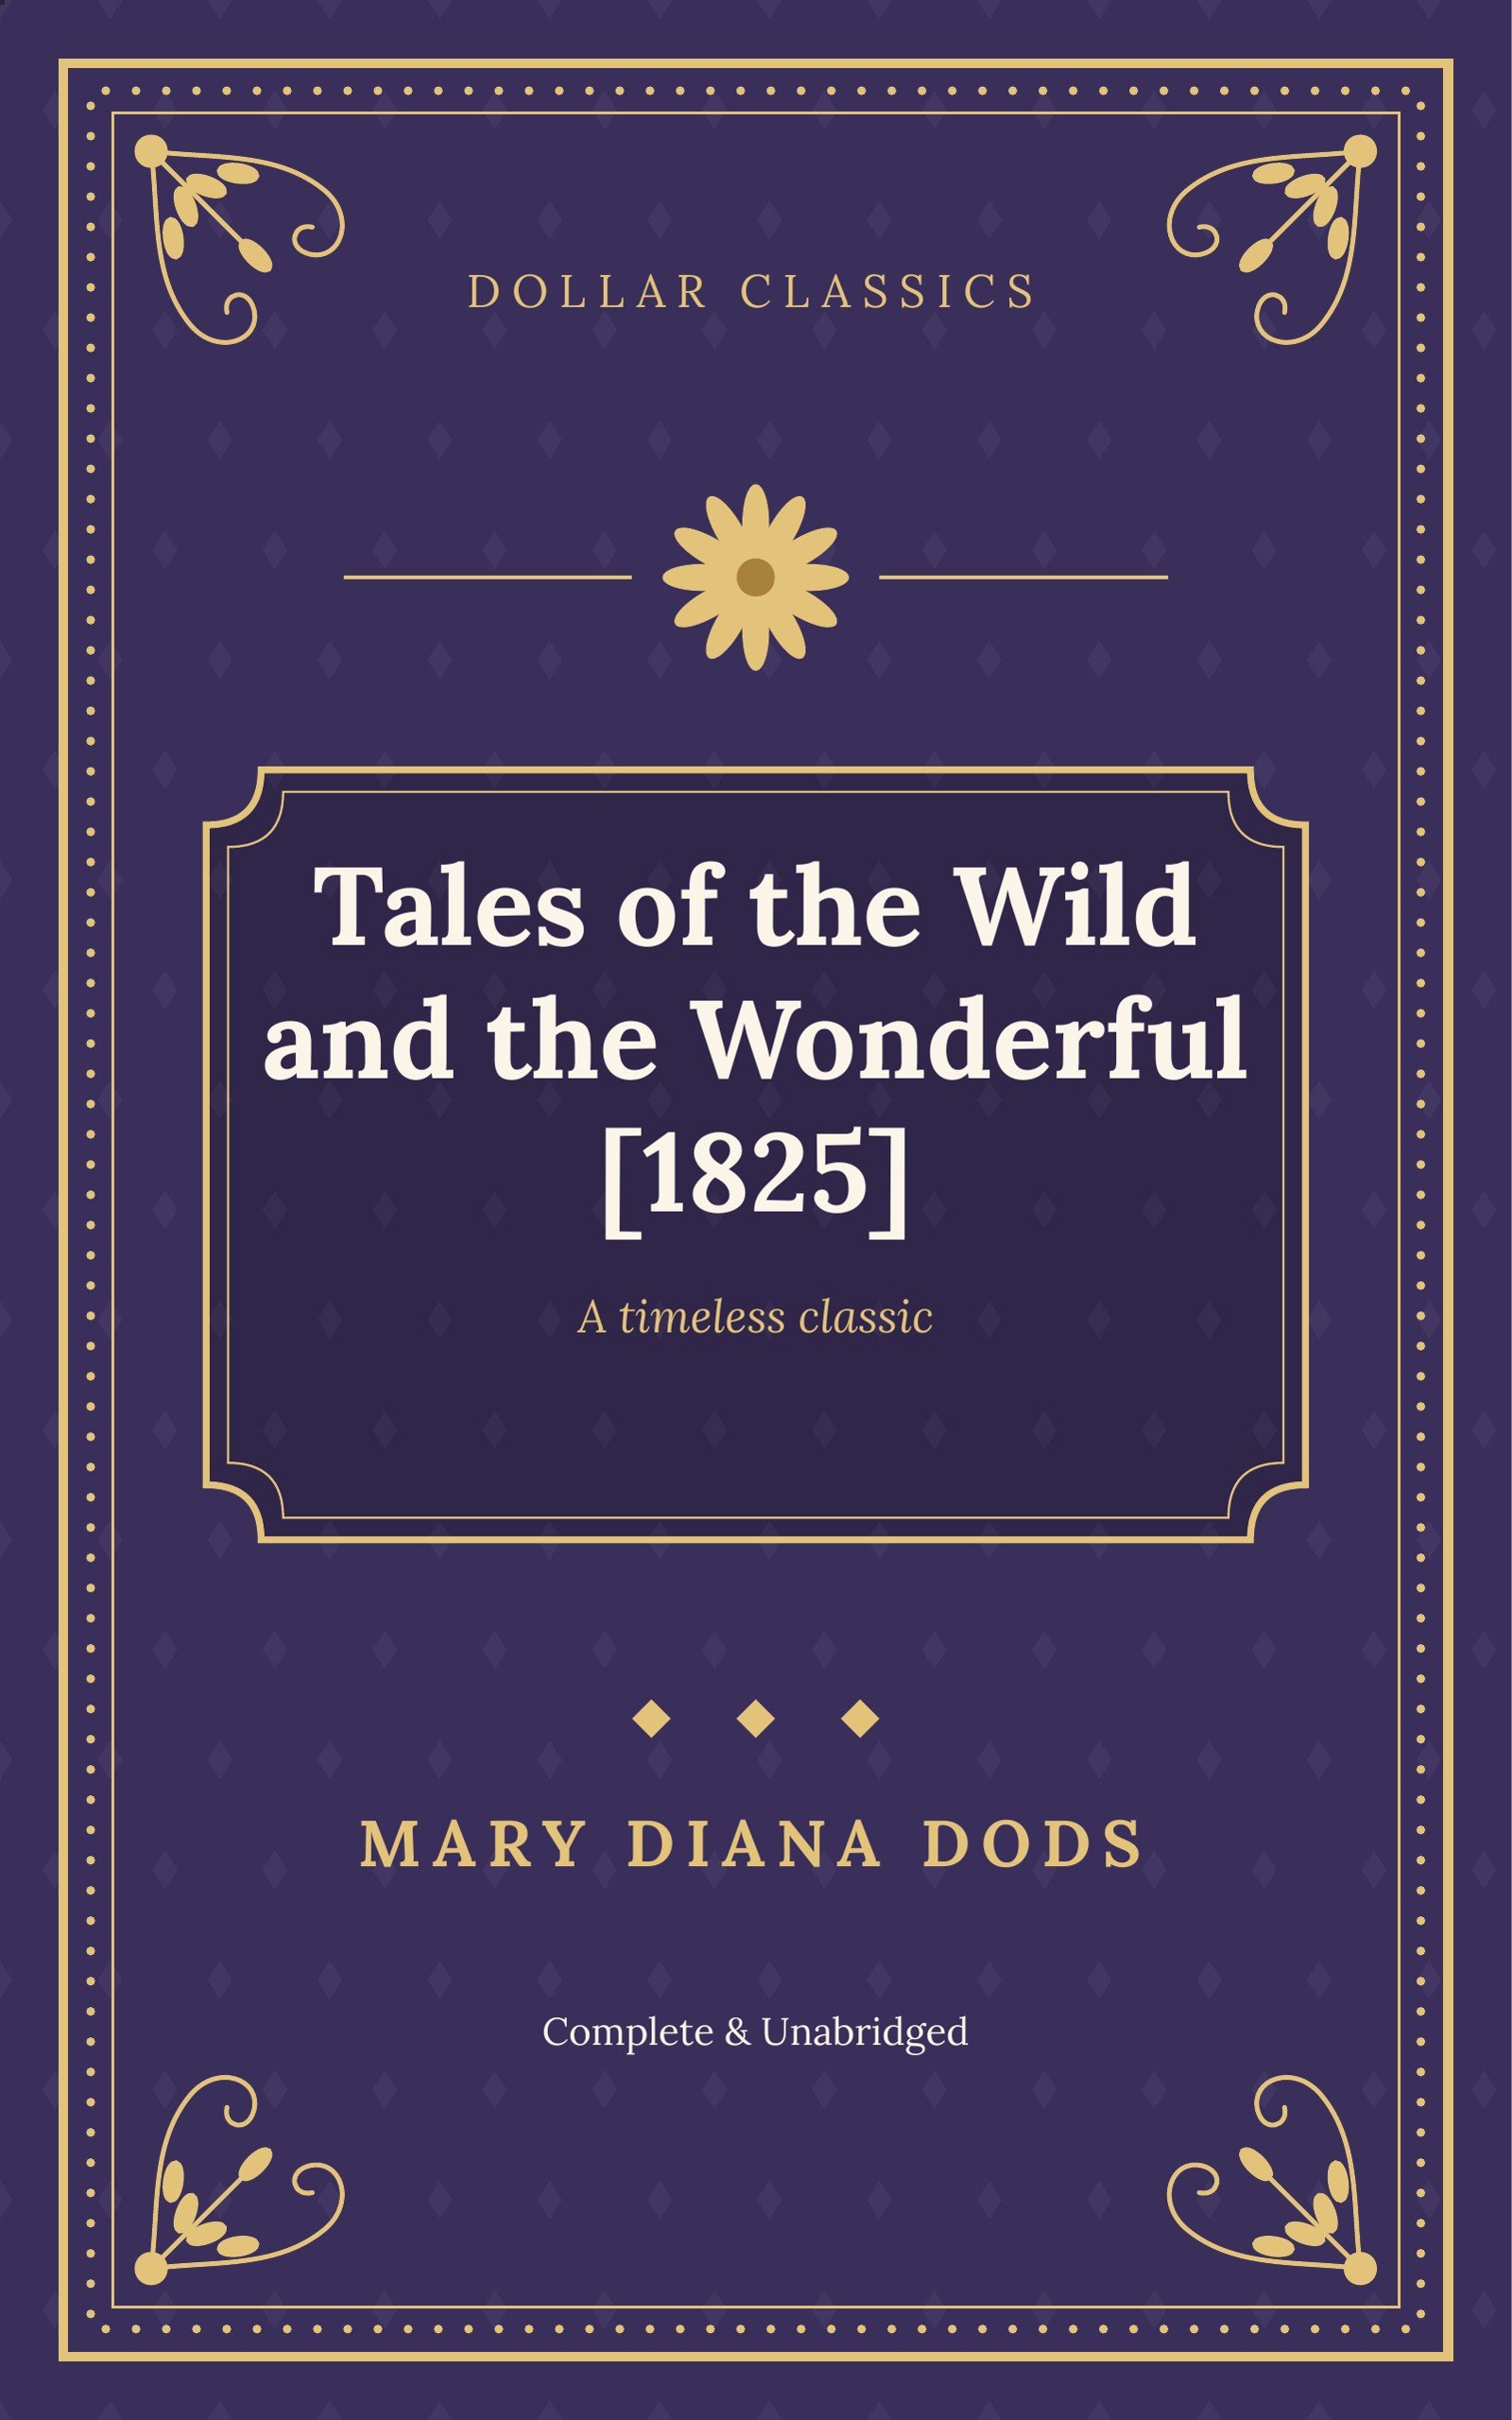 DOLLAR CLASSICS
Tales of the Wild
and the Wonderful
[1825]
A timeless classic
MARY DIANA DODS
Complete & Unabridged